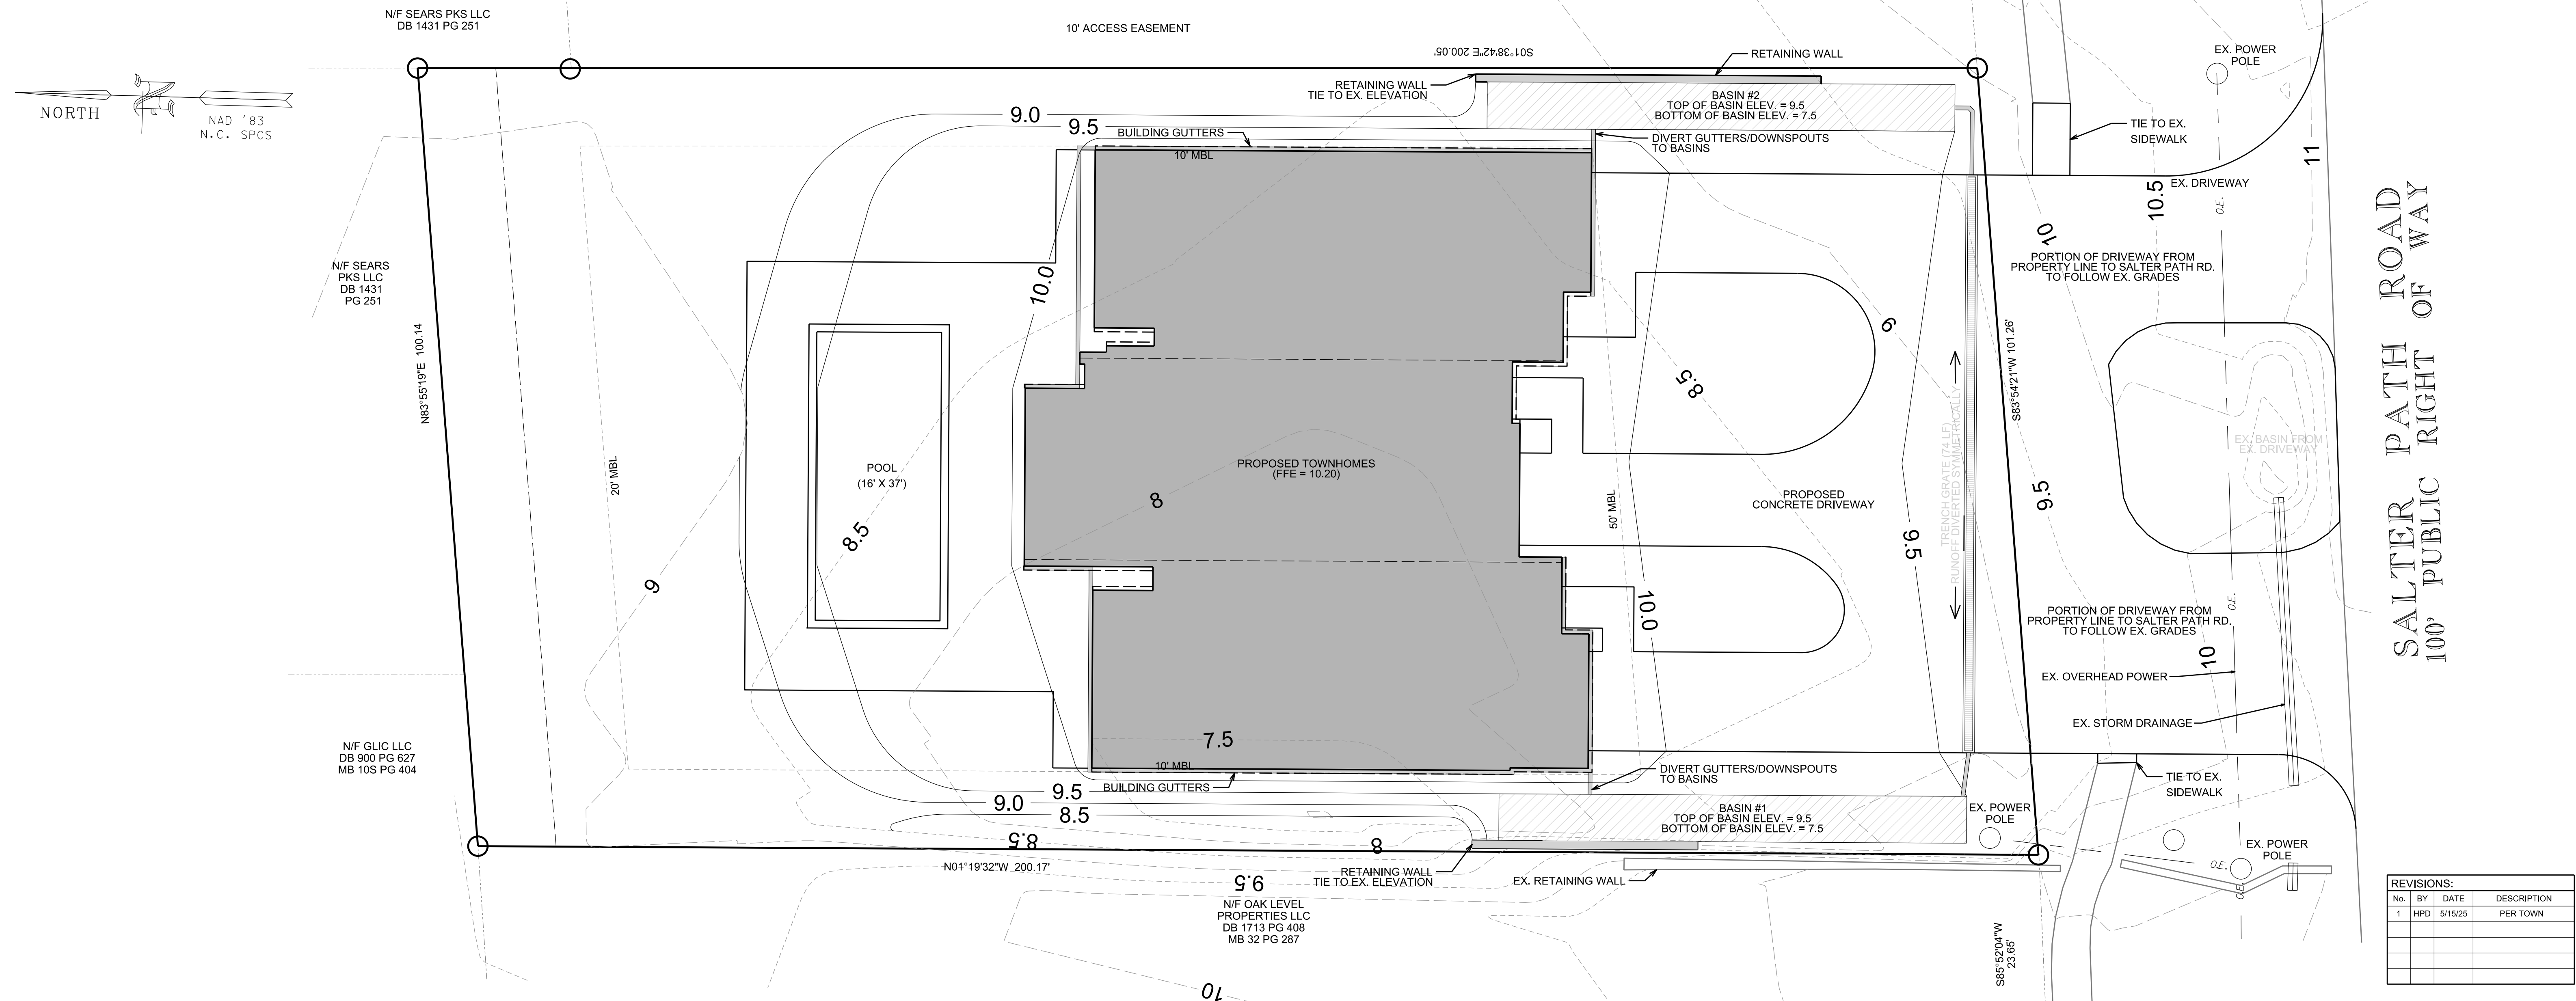 N/F SEARS PKS LLC
DB 1431 PG 251
10' ACCESS EASEMENT
S01°38'42"E 200.05'
RETAINING WALL
EX. POWER
POLE
NORTH
NAD '83
N.C. SPCS
RETAINING WALL
TIE TO EX. ELEVATION
BASIN #2
TOP OF BASIN ELEV. = 9.5
BOTTOM OF BASIN ELEV. = 7.5
9.0
9.5
BUILDING GUTTERS
10' MBL
DIVERT GUTTERS/DOWNSPOUTS
TO BASINS
TIE TO EX.
SIDEWALK
11
EX. DRIVEWAY
10.5
O.E.
10
N/F SEARS
PKS LLC
DB 1431
PG 251
10.0
PORTION OF DRIVEWAY FROM
PROPERTY LINE TO SALTER PATH RD.
TO FOLLOW EX. GRADES
9
8.5
N83°55'19"E 100.14
S83°54'21"W 101.26'
SALTER PATH ROAD
100' PUBLIC RIGHT OF WAY
20' MBL
POOL
(16' X 37')
8.5
9
8
PROPOSED TOWNHOMES
(FFE = 10.20)
50' MBL
PROPOSED
CONCRETE DRIVEWAY
9.5
TRENCH GRATE (74 LF)
RUNOFF DIVERTED SYMMETRICALLY
9.5
EX. BASIN FROM
EX. DRIVEWAY
10.0
PORTION OF DRIVEWAY FROM
PROPERTY LINE TO SALTER PATH RD.
TO FOLLOW EX. GRADES
O.E.
10
EX. OVERHEAD POWER
EX. STORM DRAINAGE
N/F GLIC LLC
DB 900 PG 627
MB 10S PG 404
7.5
10' MBL
BUILDING GUTTERS
DIVERT GUTTERS/DOWNSPOUTS
TO BASINS
TIE TO EX.
SIDEWALK
9.5
9.0
8.5
8.5
8
BASIN #1
TOP OF BASIN ELEV. = 9.5
BOTTOM OF BASIN ELEV. = 7.5
EX. POWER
POLE
EX. POWER
POLE
O.E.
O.E.
N01°19'32"W 200.17'
RETAINING WALL
TIE TO EX. ELEVATION
EX. RETAINING WALL
9.5
N/F OAK LEVEL
PROPERTIES LLC
DB 1713 PG 408
MB 32 PG 287
10
S85°52'04"W
23.65'
REVISIONS:
No. BY DATE DESCRIPTION
1 HPD 5/15/25 PER TOWN